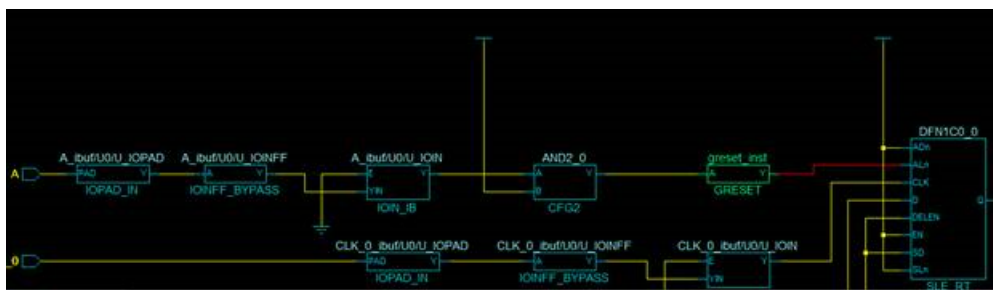 DFN1C0_0
A_ibuf/U0/U_IOPAD A_ibuf/U0/U_IOINFF A_ibuf/U0/U_IOIN AND2_0 greset_inst
A PAD Y A Y E Y A Y A Y
YIN B
IOPAD_IN IOINFF_BYPASS IOIN_IB CFG2 GRESET
ADn
ALn
CLK
D Q
DELEN
EN
SD
SLn
SLE_RT
CLK_0_ibuf/U0/U_IOPAD CLK_0_ibuf/U0/U_IOINFF CLK_0_ibuf/U0/U_IOIN
_0 PAD Y A Y E Y
YIN
IOPAD_IN IOINFF_BYPASS